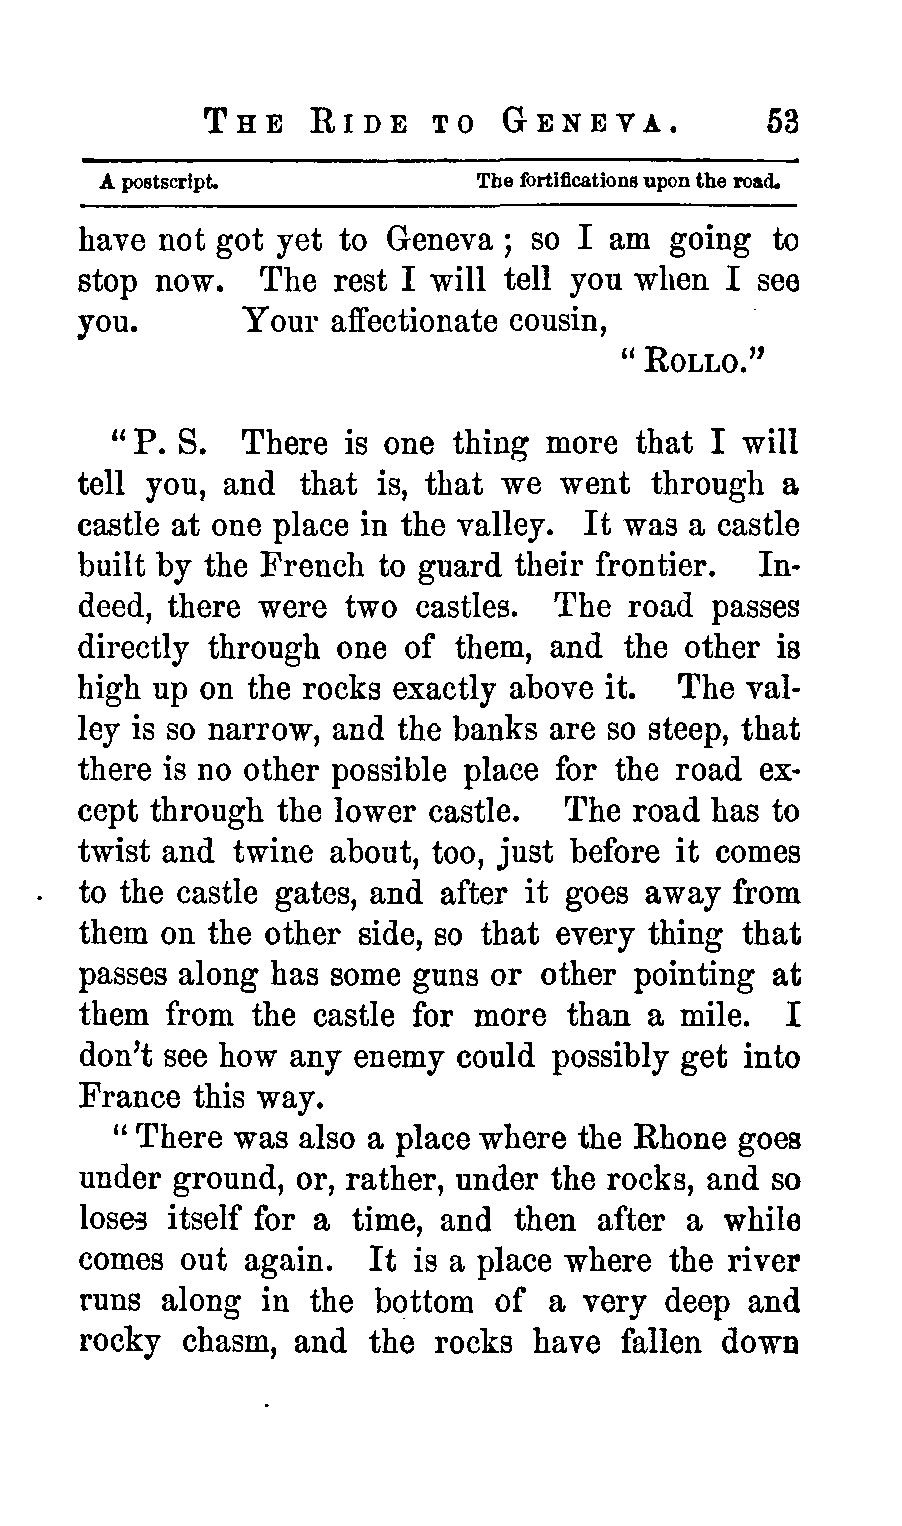 THE RIDE TO GENEVA. 53
A postscript. The fortifications upon the road.
have not got yet to Geneva ; so I am going to
stop now. The rest I will tell you when I see
you. Your affectionate cousin,
“ ROLLO.”
“ P. S. There is one thing more that I will
tell you, and that is, that we went through a
castle at one place in the valley. It was a castle
built by the French to guard their frontier. In-
deed, there were two castles. The road passes
directly through one of them, and the other is
high up on the rocks exactly above it. The val-
ley is so narrow, and the banks are so steep, that
there is no other possible place for the road ex-
cept through the lower castle. The road has to
twist and twine about, too, just before it comes
to the castle gates, and after it goes away from
them on the other side, so that every thing that
passes along has some guns or other pointing at
them from the castle for more than a mile. I
don’t see how any enemy could possibly get into
France this way.
“ There was also a place where the Rhone goes
under ground, or, rather, under the rocks, and so
loses itself for a time, and then after a while
comes out again. It is a place where the river
runs along in the bottom of a very deep and
rocky chasm, and the rocks have fallen down